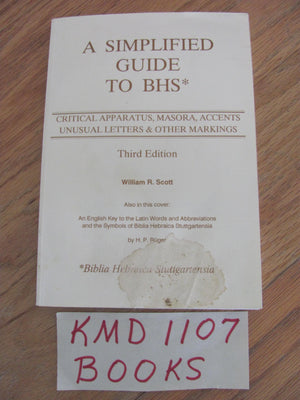 A SIMPLIFIED
GUIDE
TO BHS*
CRITICAL APPARATUS, MASORA, ACCENTS
UNUSUAL LETTERS & OTHER MARKINGS
Third Edition
William R. Scott
Also in this cover:
An English Key to the Latin Words and Abbreviations
and the Symbols of Biblia Hebraica Stuttgartensia
by H. P. Rüger
*Biblia Hebraica Stuttgartensia
KMD 1107
BOOKS